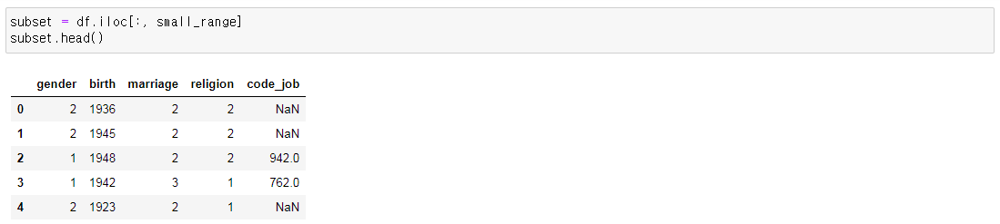 subset = df.iloc[:, small_range]
subset.head()
gender birth marriage religion code_job
0 2 1936 2 2 NaN
1 2 1945 2 2 NaN
2 1 1948 2 2 942.0
3 1 1942 3 1 762.0
4 2 1923 2 1 NaN